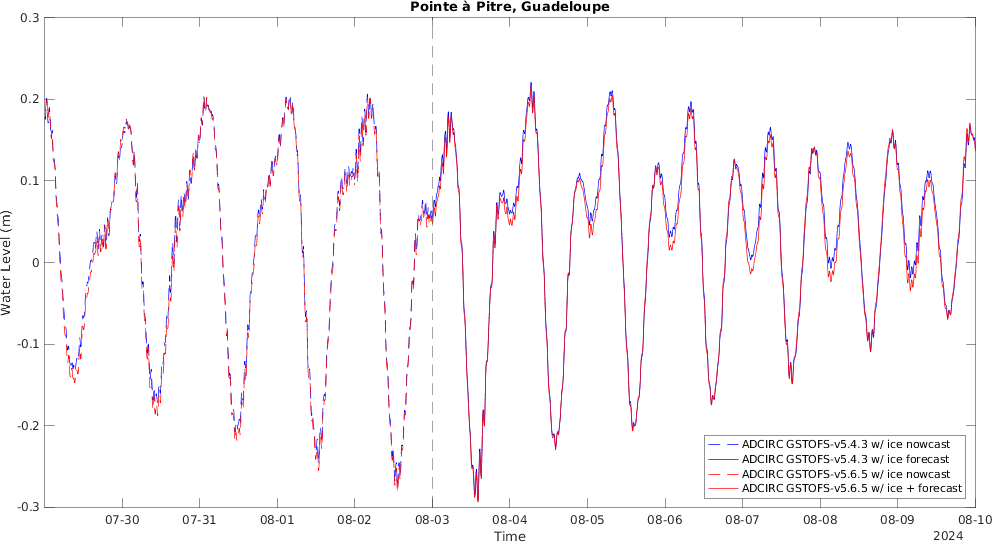 Pointe à Pitre, Guadeloupe
0.3
0.2
0.1
0
-0.1
-0.2
-0.3
Water Level (m)
ADCIRC GSTOFS-v5.4.3 w/ ice nowcast
ADCIRC GSTOFS-v5.4.3 w/ ice forecast
ADCIRC GSTOFS-v5.6.5 w/ ice nowcast
ADCIRC GSTOFS-v5.6.5 w/ ice + forecast
07-30 07-31 08-01 08-02 08-03 08-04 08-05 08-06 08-07 08-08 08-09 08-10
Time
2024